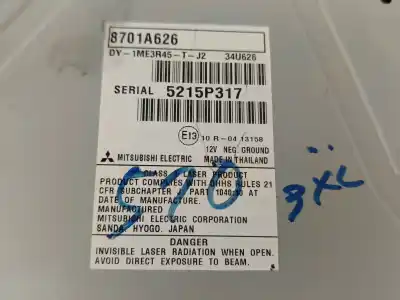 8701A626
DY-1ME3R45-T-J2 34U626
SERIAL 5215P317
E13 10 R-04 13158
12V NEG GROUND
MITSUBISHI ELECTRIC MADE IN THAILAND
CLASS LASER PRODUCT
PRODUCT COMPLIES WITH DHHS RULES 21
CFR SUBCHAPTER PART 1040.10 AT
DATE OF MANUFACTURE.
MANUFACTURED
MITSUBISHI ELECTRIC CORPORATION
SANDA, HYOGO, JAPAN
DANGER
INVISIBLE LASER RADIATION WHEN OPEN.
AVOID DIRECT EXPOSURE TO BEAM.
590
3XL